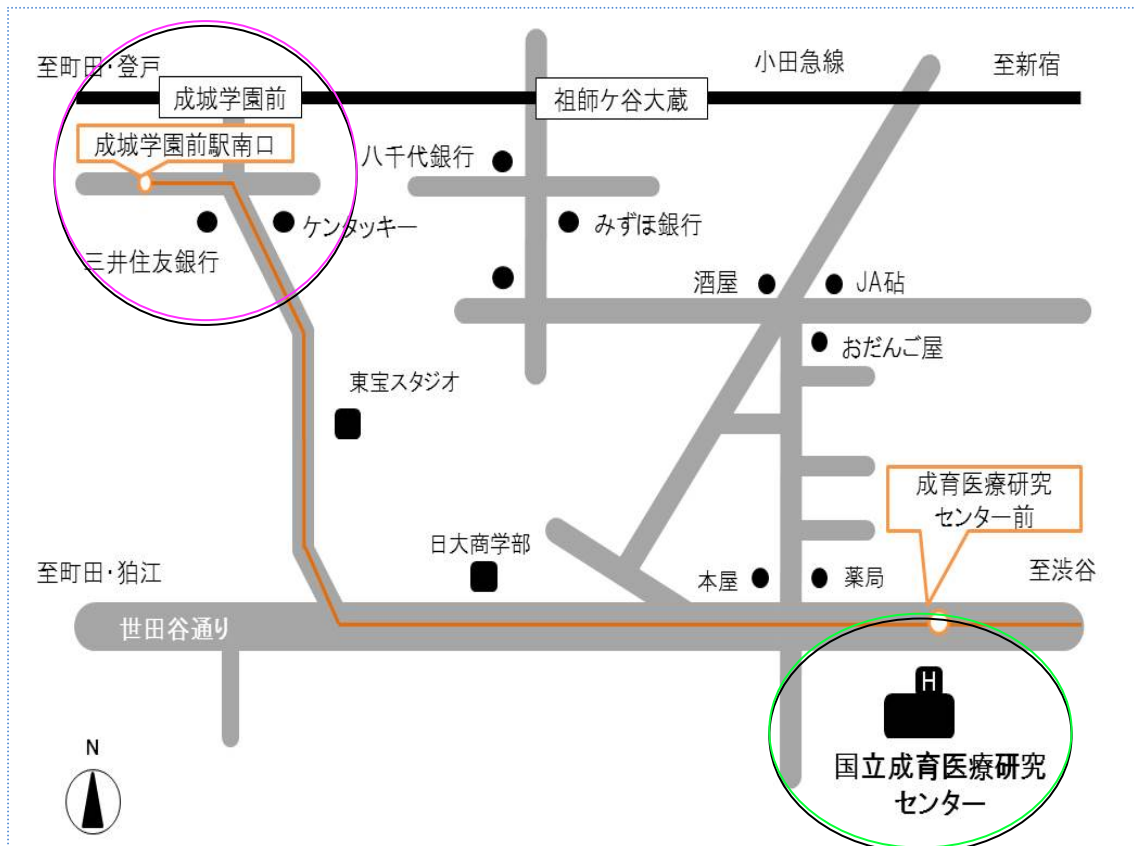 小田急線
至町田・登戸
至新宿
成城学園前
祖師ケ谷大蔵
成城学園前駅南口
八千代銀行
ケンタッキー
みずほ銀行
三井住友銀行
酒屋
JA砧
おだんご屋
東宝スタジオ
成育医療研究
センター前
日大商学部
至町田・狛江
本屋
薬局
至渋谷
世田谷通り
H
N
国立成育医療研究
センター